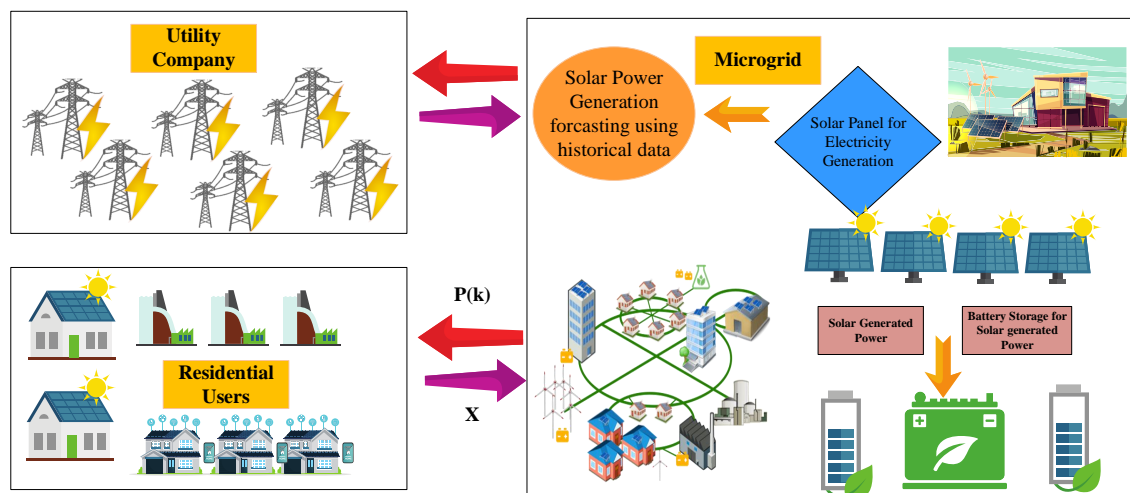 Utility
Company
Solar Power
Generation
forcasting using
historical data
Microgrid
Solar Panel for
Electricity
Generation
P(k)
X
Residential
Users
Solar Generated
Power
Battery Storage for
Solar generated
Power